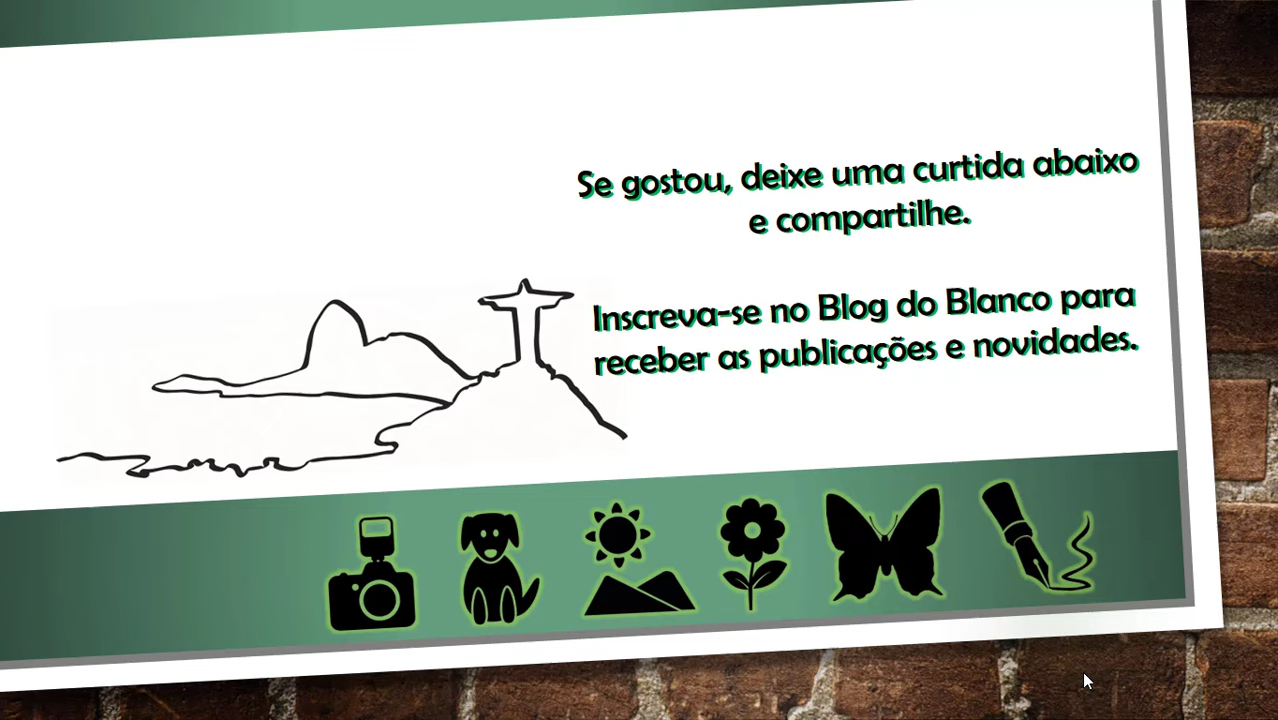 Se gostou, deixe uma curtida abaixo
e compartilhe.
Inscreva-se no Blog do Blanco para
receber as publicações e novidades.